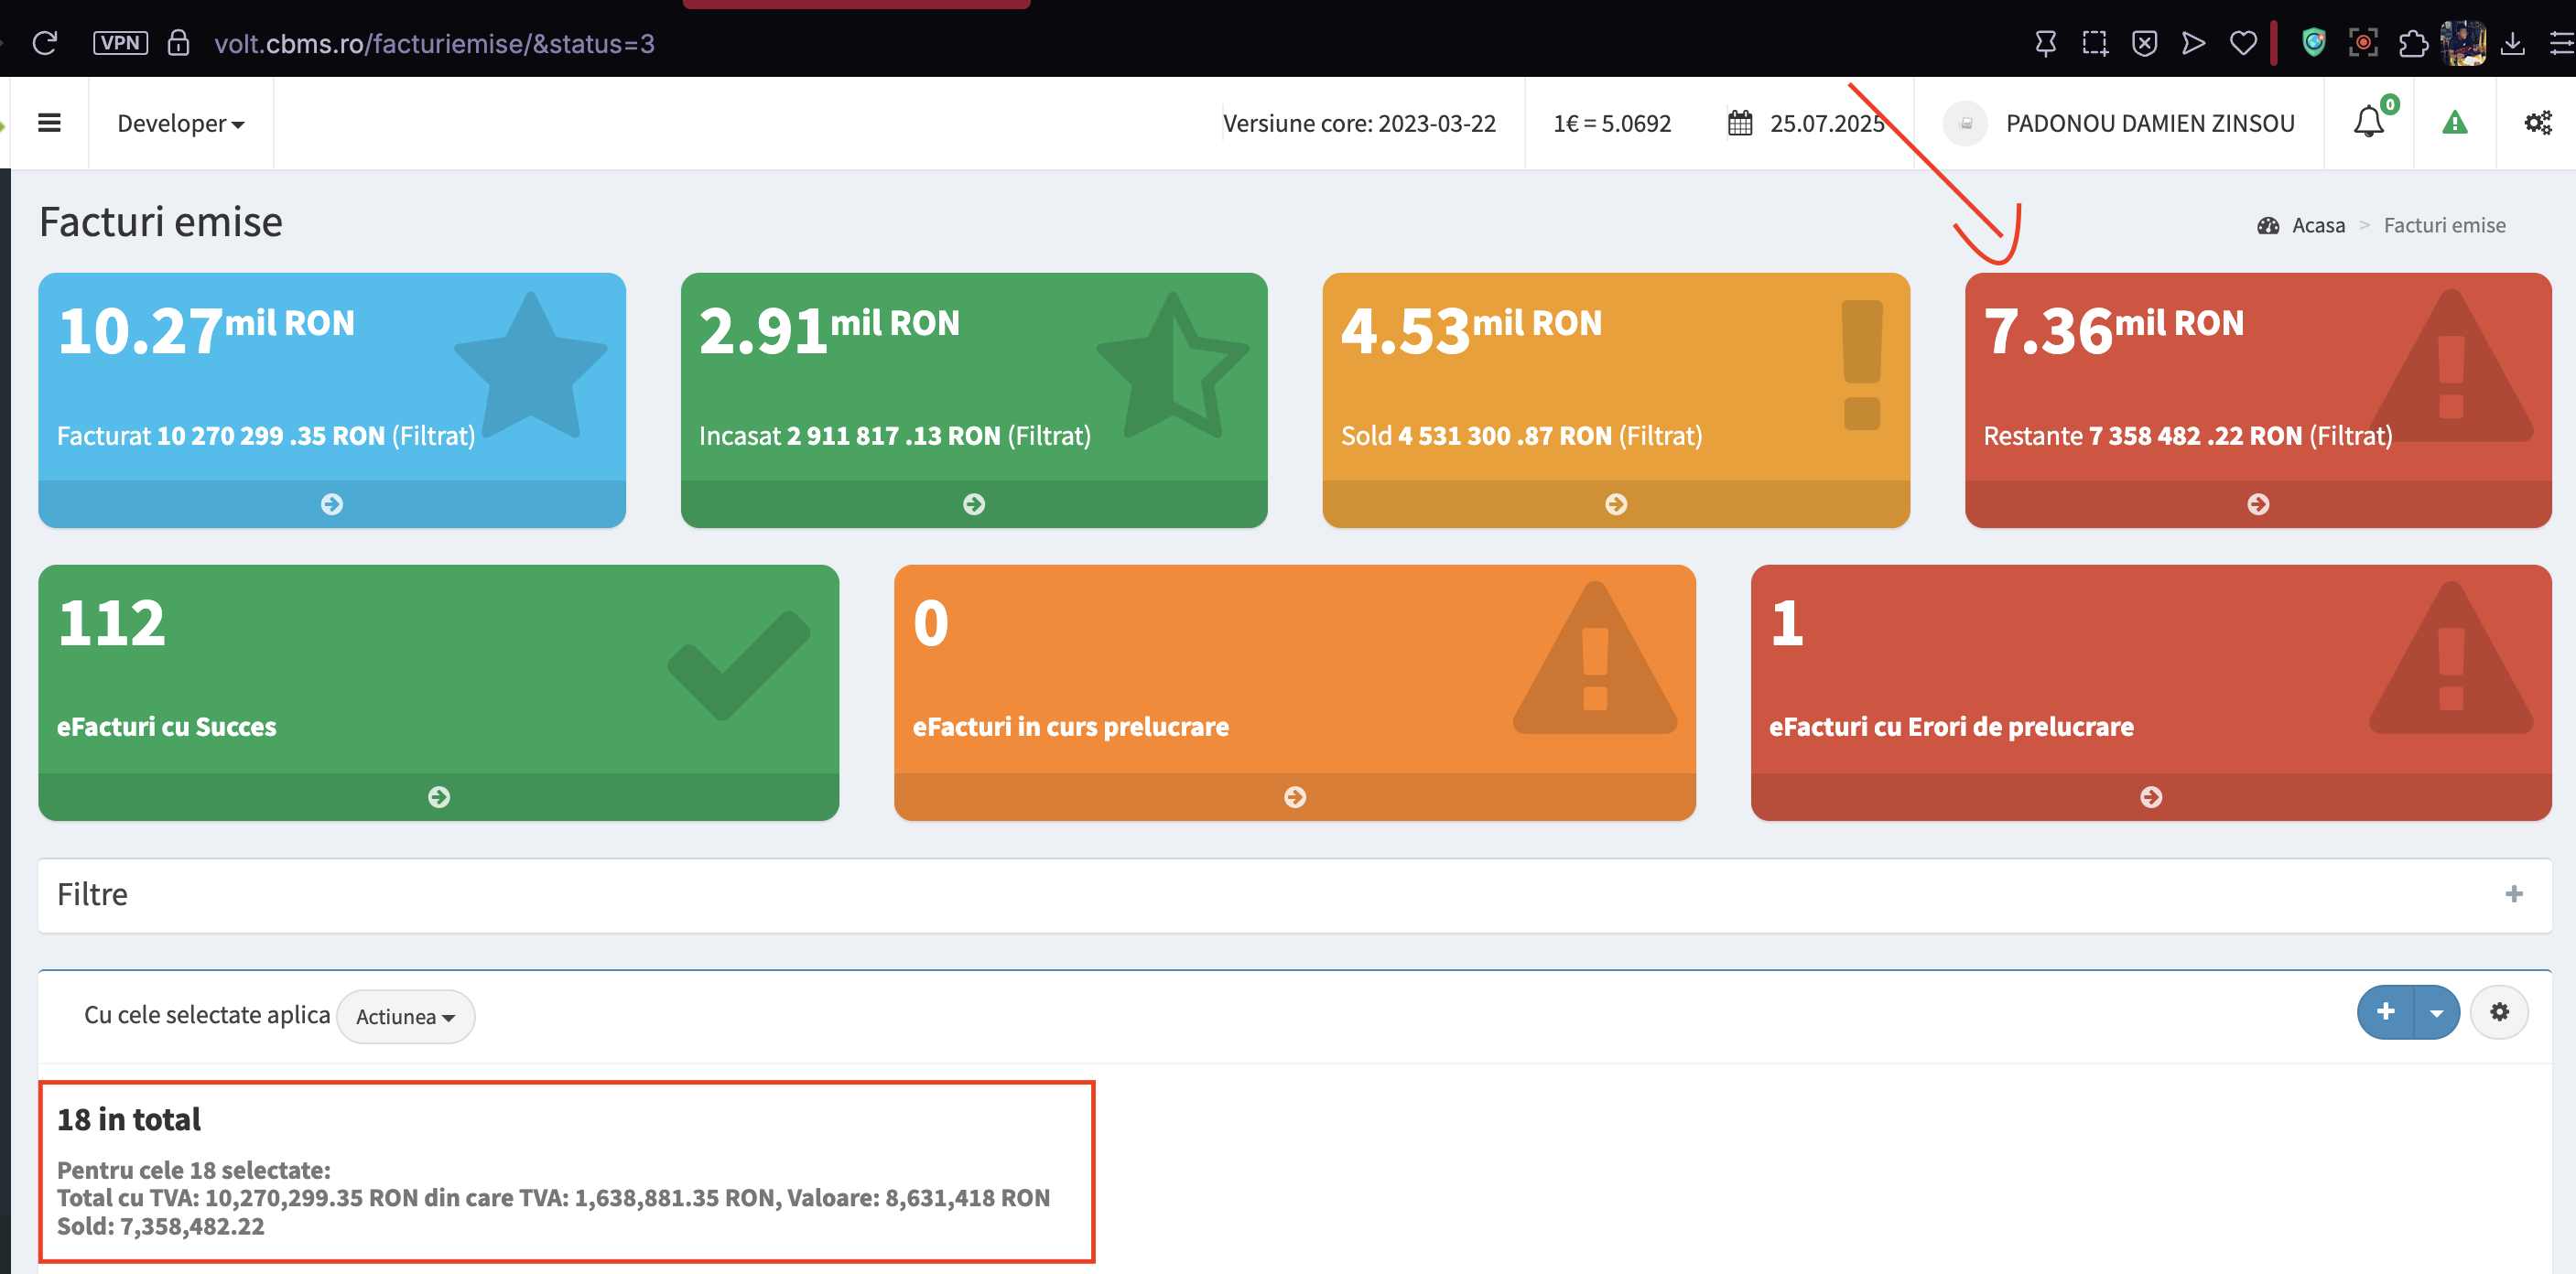 VPN
volt.cbms.ro/facturiemise/&status=3
Developer
Versiune core: 2023-03-22
1€ = 5.0692
25.07.2025
PADONOU DAMIEN ZINSOU
0
Facturi emise
Acasa > Facturi emise
10.27mil RON
Facturat 10 270 299 .35 RON (Filtrat)
2.91mil RON
Incasat 2 911 817 .13 RON (Filtrat)
4.53mil RON
Sold 4 531 300 .87 RON (Filtrat)
7.36mil RON
Restante 7 358 482 .22 RON (Filtrat)
112
eFacturi cu Succes
0
eFacturi in curs prelucrare
1
eFacturi cu Erori de prelucrare
Filtre
Cu cele selectate aplica Actiunea
18 in total
Pentru cele 18 selectate:
Total cu TVA: 10,270,299.35 RON din care TVA: 1,638,881.35 RON, Valoare: 8,631,418 RON
Sold: 7,358,482.22